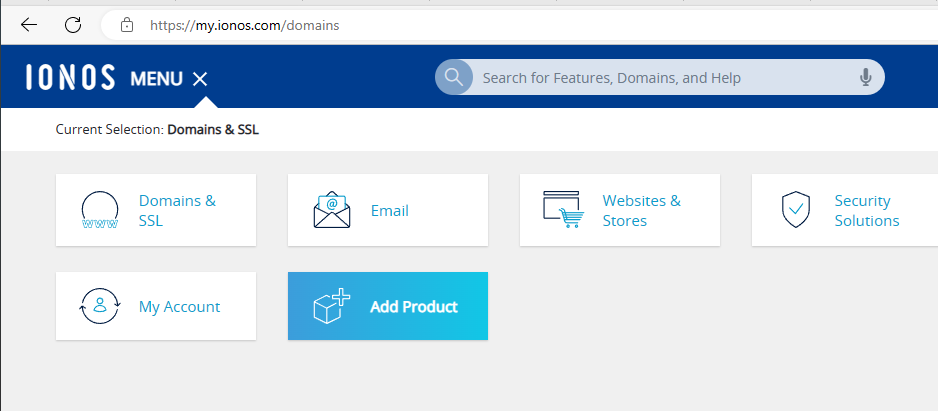 https://my.ionos.com/domains
IONOS MENU
Search for Features, Domains, and Help
Current Selection: Domains & SSL
Domains &
SSL
www
@
Email
Websites &
Stores
Security
Solutions
My Account
Add Product